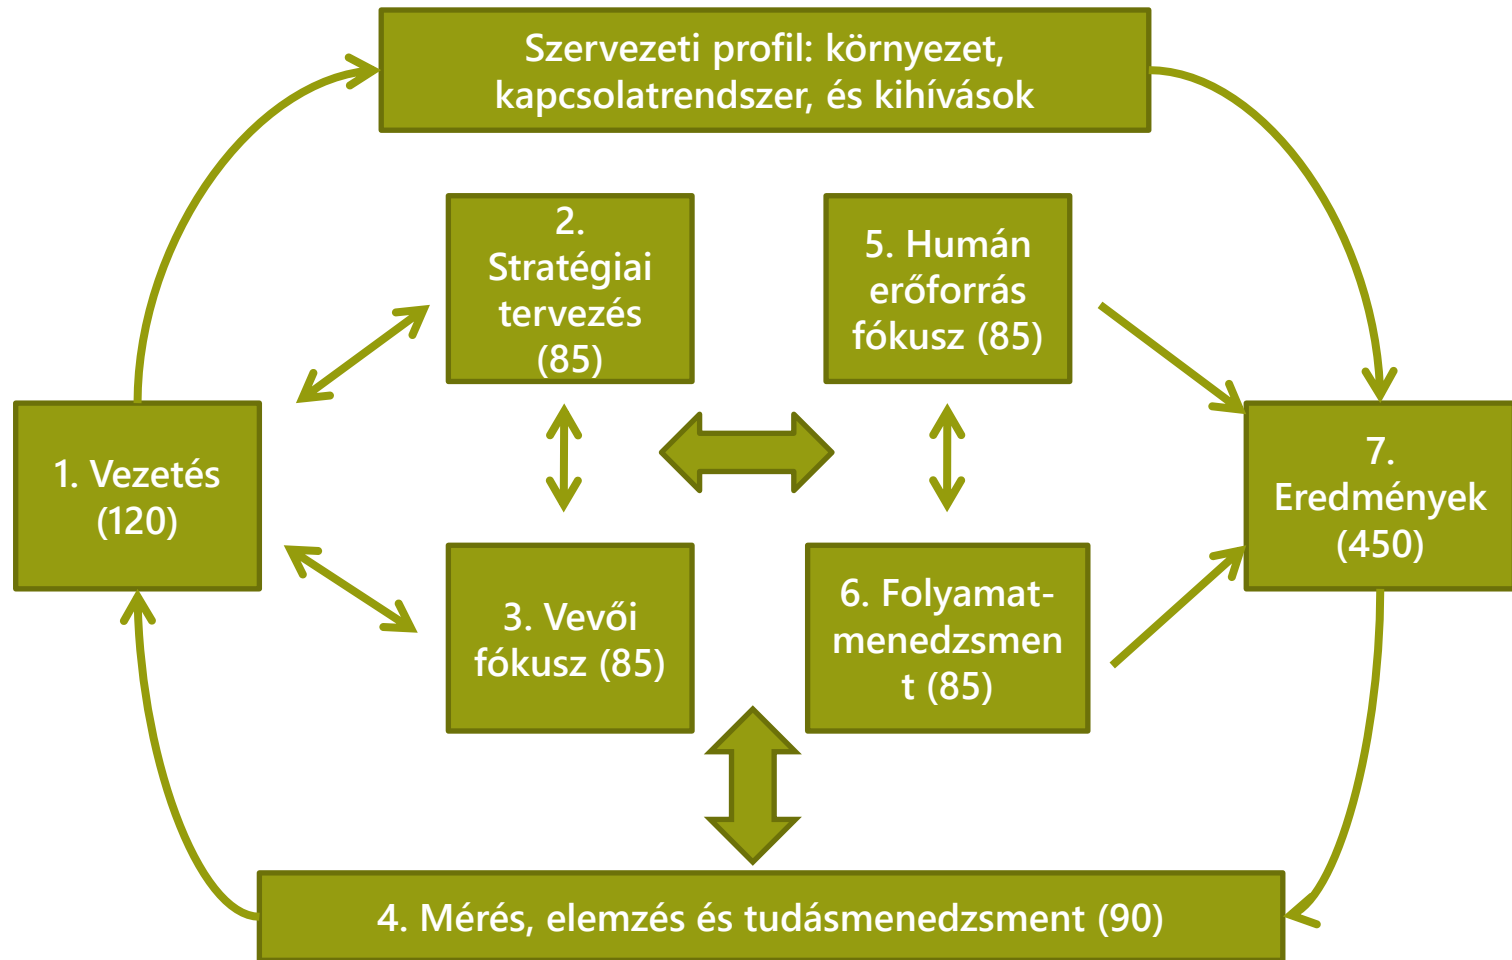 Szervezeti profil: környezet,
kapcsolatrendszer, és kihívások
2.
Stratégiai
tervezés
(85)
5. Humán
erőforrás
fókusz (85)
1. Vezetés
(120)
7.
Eredmények
(450)
3. Vevői
fókusz (85)
6. Folyamat-
menedzsmen
t (85)
4. Mérés, elemzés és tudásmenedzsment (90)